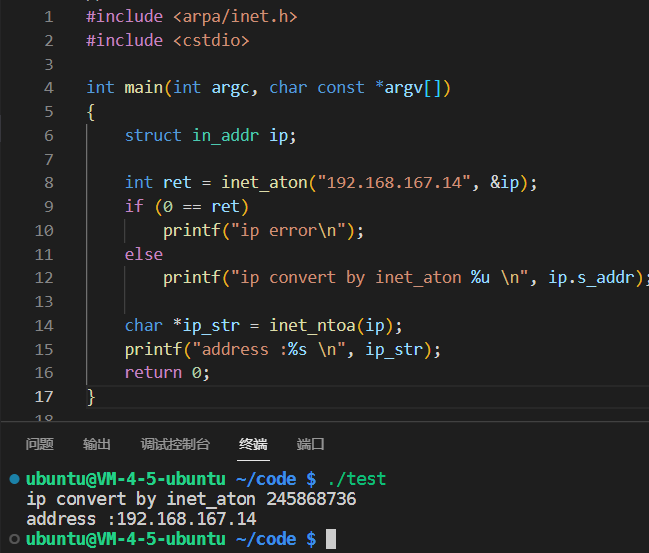 1 #include <arpa/inet.h>
2 #include <cstdio>
3
4 int main(int argc, char const *argv[])
5 {
6     struct in_addr ip;
7
8     int ret = inet_aton("192.168.167.14", &ip);
9     if (0 == ret)
10         printf("ip error\n");
11     else
12         printf("ip convert by inet_aton %u \n", ip.s_addr);
13
14     char *ip_str = inet_ntoa(ip);
15     printf("address :%s \n", ip_str);
16     return 0;
17 }
18
问题 输出 调试控制台 终端 端口
ubuntu@VM-4-5-ubuntu ~/code $ ./test
ip convert by inet_aton 245868736
address :192.168.167.14
ubuntu@VM-4-5-ubuntu ~/code $